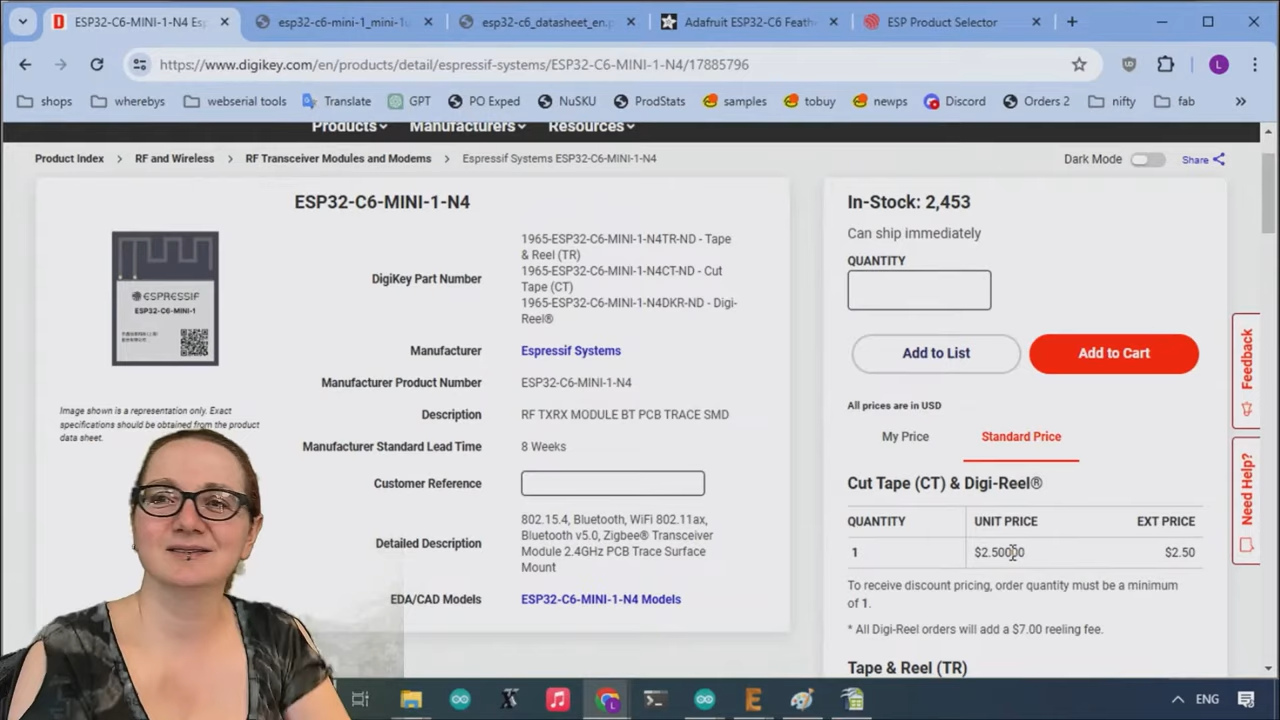 ESP32-C6-MINI-1-N4 Es
esp32-c6-mini-1_mini-1
esp32-c6_datasheet_en.p
Adafruit ESP32-C6 Feath
ESP Product Selector
https://www.digikey.com/en/products/detail/espressif-systems/ESP32-C6-MINI-1-N4/17885796
L
shops
wherebys
webserial tools
Translate
GPT
PO Exped
NuSKU
ProdStats
samples
tobuy
newps
Discord
Orders 2
nifty
fab
Products
Manufacturers
Resources
Product Index > RF and Wireless > RF Transceiver Modules and Modems > Espressif Systems ESP32-C6-MINI-1-N4
Dark Mode
Share
ESP32-C6-MINI-1-N4
ESPRESSIF
ESP32-C6-MINI-1
Image shown is a representation only. Exact
specifications should be obtained from the product
data sheet.
DigiKey Part Number
1965-ESP32-C6-MINI-1-N4TR-ND - Tape
& Reel (TR)
1965-ESP32-C6-MINI-1-N4CT-ND - Cut
Tape (CT)
1965-ESP32-C6-MINI-1-N4DKR-ND - Digi-
Reel®
Manufacturer
Espressif Systems
Manufacturer Product Number
ESP32-C6-MINI-1-N4
Description
RF TXRX MODULE BT PCB TRACE SMD
Manufacturer Standard Lead Time
8 Weeks
Customer Reference
Detailed Description
802.15.4, Bluetooth, WiFi 802.11ax,
Bluetooth v5.0, Zigbee® Transceiver
Module 2.4GHz PCB Trace Surface
Mount
EDA/CAD Models
ESP32-C6-MINI-1-N4 Models
In-Stock: 2,453
Can ship immediately
QUANTITY
Add to List
Add to Cart
All prices are in USD
My Price
Standard Price
Cut Tape (CT) & Digi-Reel®
QUANTITY UNIT PRICE EXT PRICE
1 $2.50000 $2.50
To receive discount pricing, order quantity must be a minimum
of 1.
* All Digi-Reel orders will add a $7.00 reeling fee.
Tape & Reel (TR)
Feedback
Need Help?
ENG